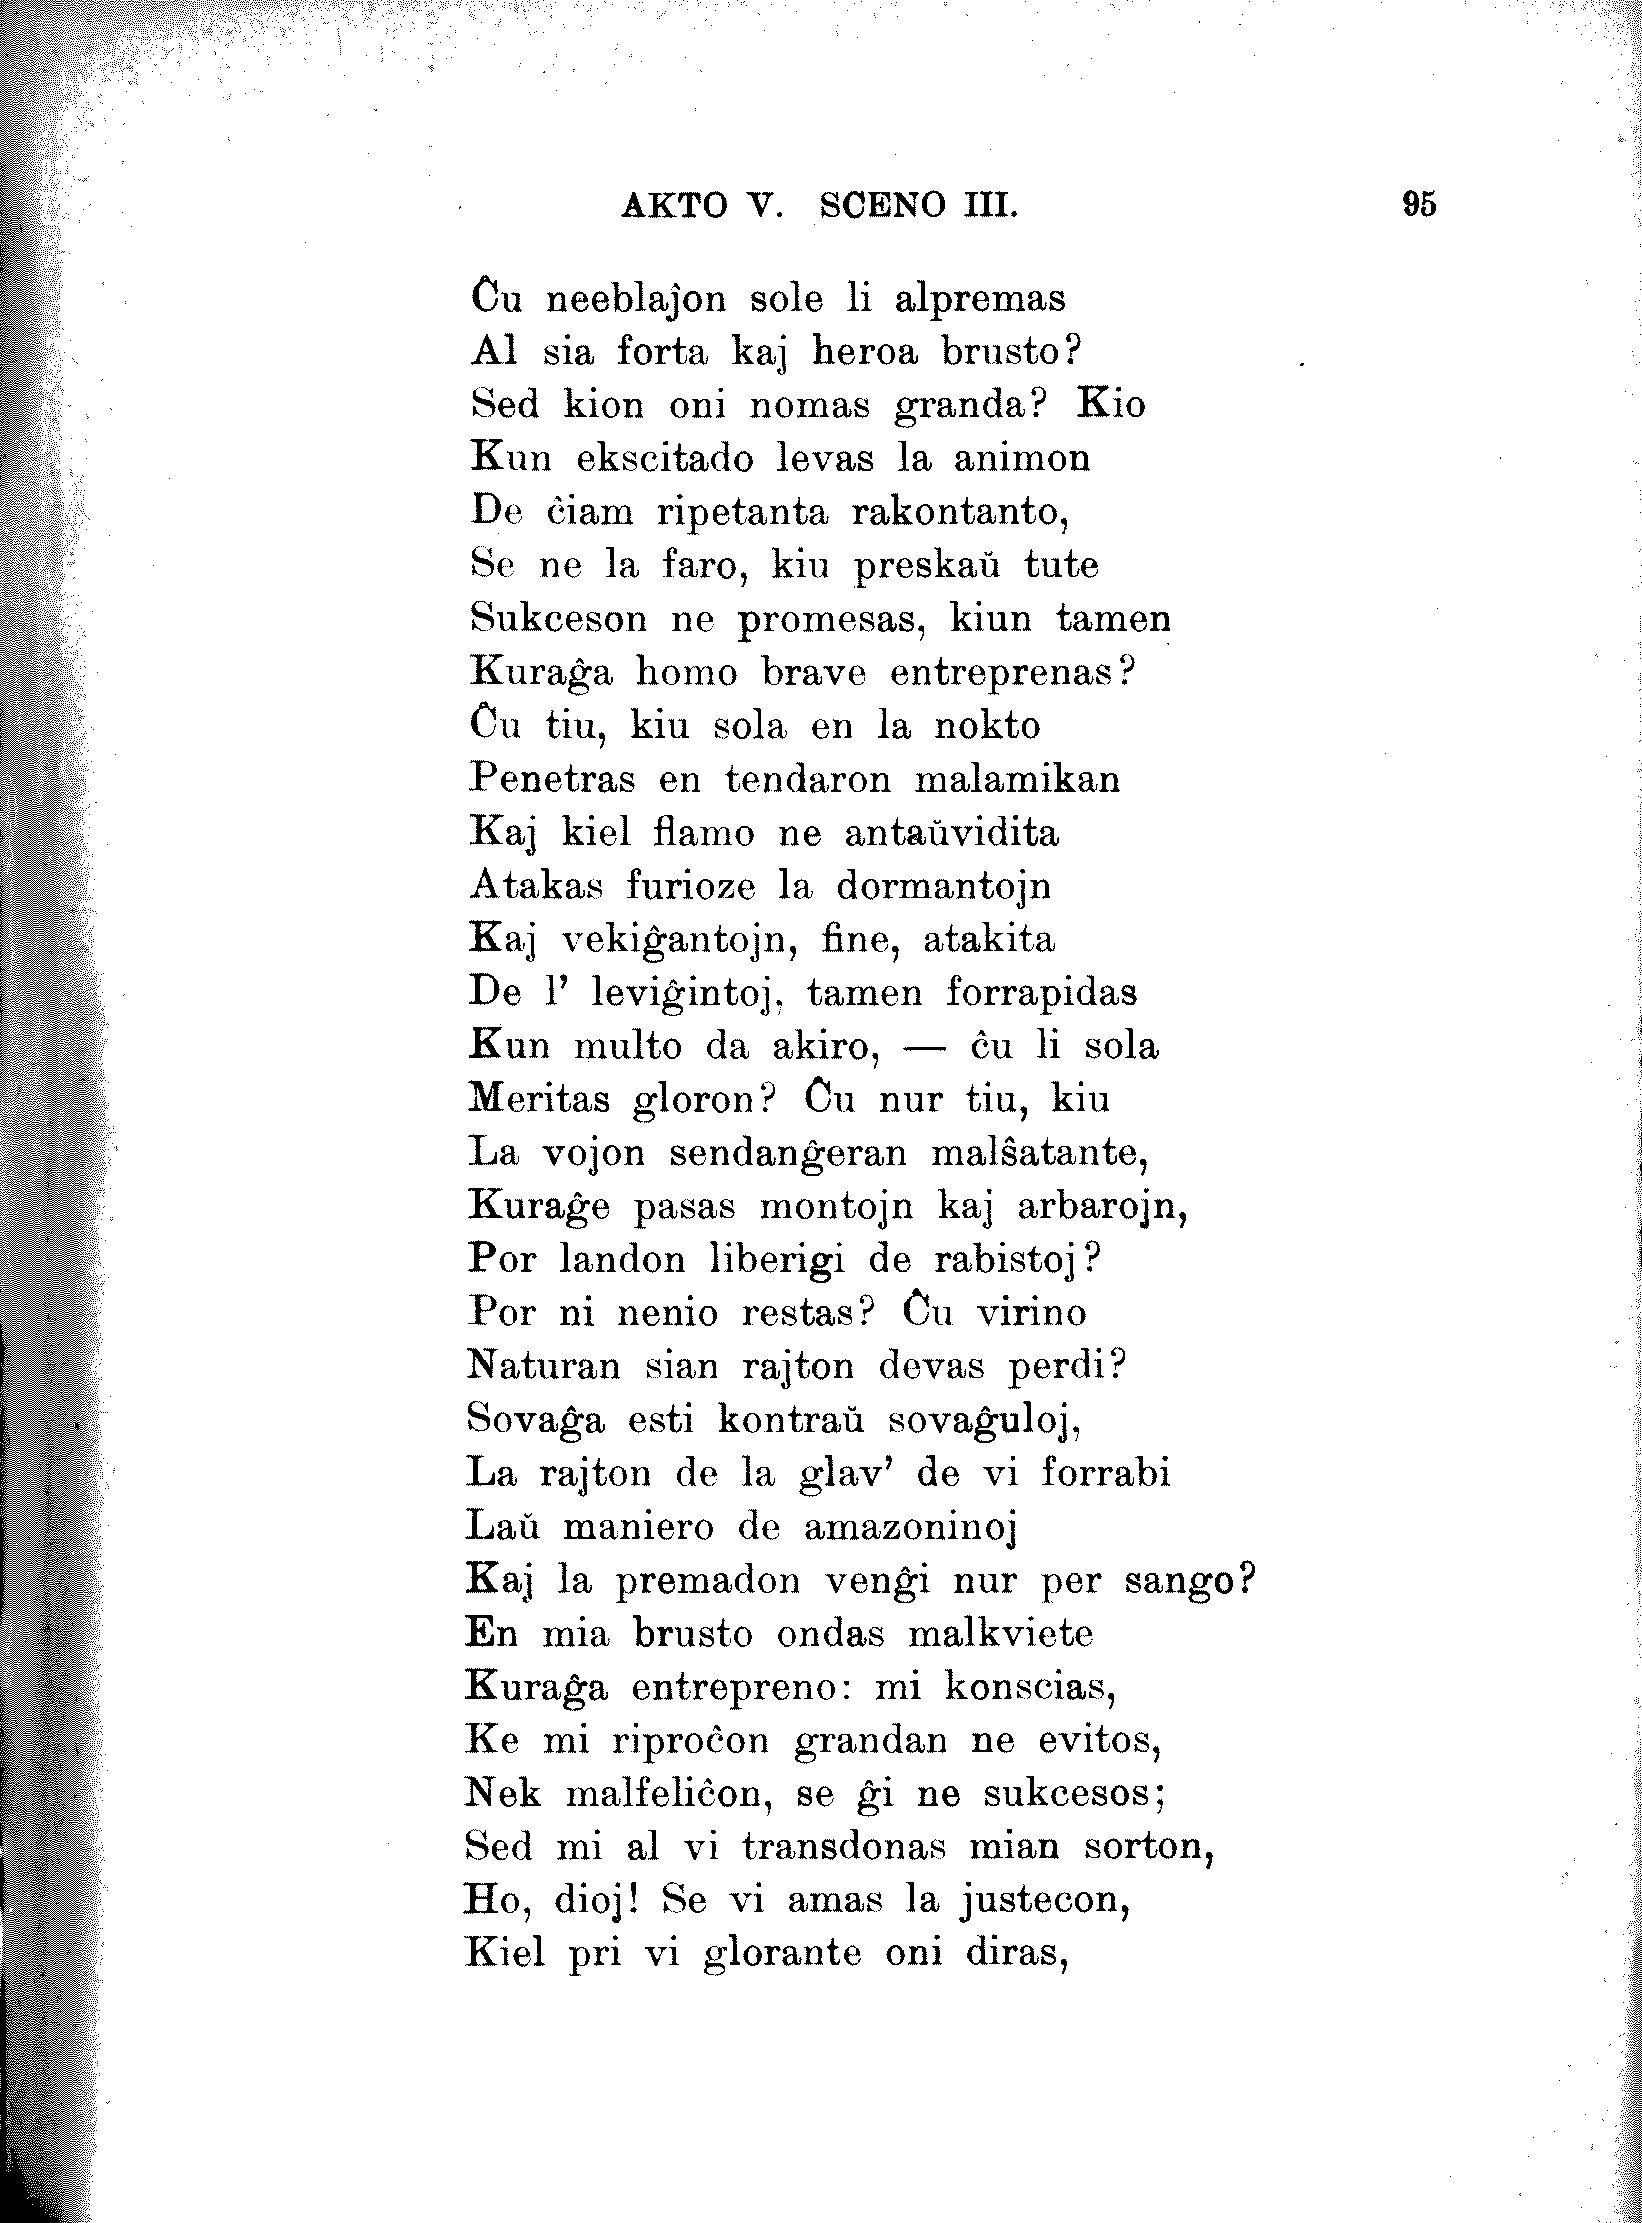 AKTO V. SCENO III. 95
Ĉu neeblaĵon sole li alpremas
Al sia forta kaj heroa brusto?
Sed kion oni nomas granda? Kio
Kun ekscitado levas la animon
De ĉiam ripetanta rakontanto,
Se ne la faro, kiu preskaŭ tute
Sukceson ne promesas, kiun tamen
Kuraĝa homo brave entreprenas?
Ĉu tiu, kiu sola en la nokto
Penetras en tendaron malamikan
Kaj kiel flamo ne antaŭvidita
Atakas furioze la dormantojn
Kaj vekiĝantojn, fine, atakita
De l' leviĝintoj, tamen forrapidas
Kun multo da akiro, — ĉu li sola
Meritas gloron? Ĉu nur tiu, kiu
La vojon sendanĝeran malŝatante,
Kuraĝe pasas montojn kaj arbarojn,
Por landon liberigi de rabistoj?
Por ni nenio restas? Ĉu virino
Naturan sian rajton devas perdi?
Sovaĝa esti kontraŭ sovaĝuloj,
La rajton de la glav' de vi forrabi
Laŭ maniero de amazoninoj
Kaj la premadon venĝi nur per sango?
En mia brusto ondas malkviete
Kuraĝa entrepreno: mi konscias,
Ke mi riproĉon grandan ne evitos,
Nek malfeliĉon, se ĝi ne sukcesos;
Sed mi al vi transdonas mian sorton,
Ho, dioj! Se vi amas la justecon,
Kiel pri vi glorante oni diras,